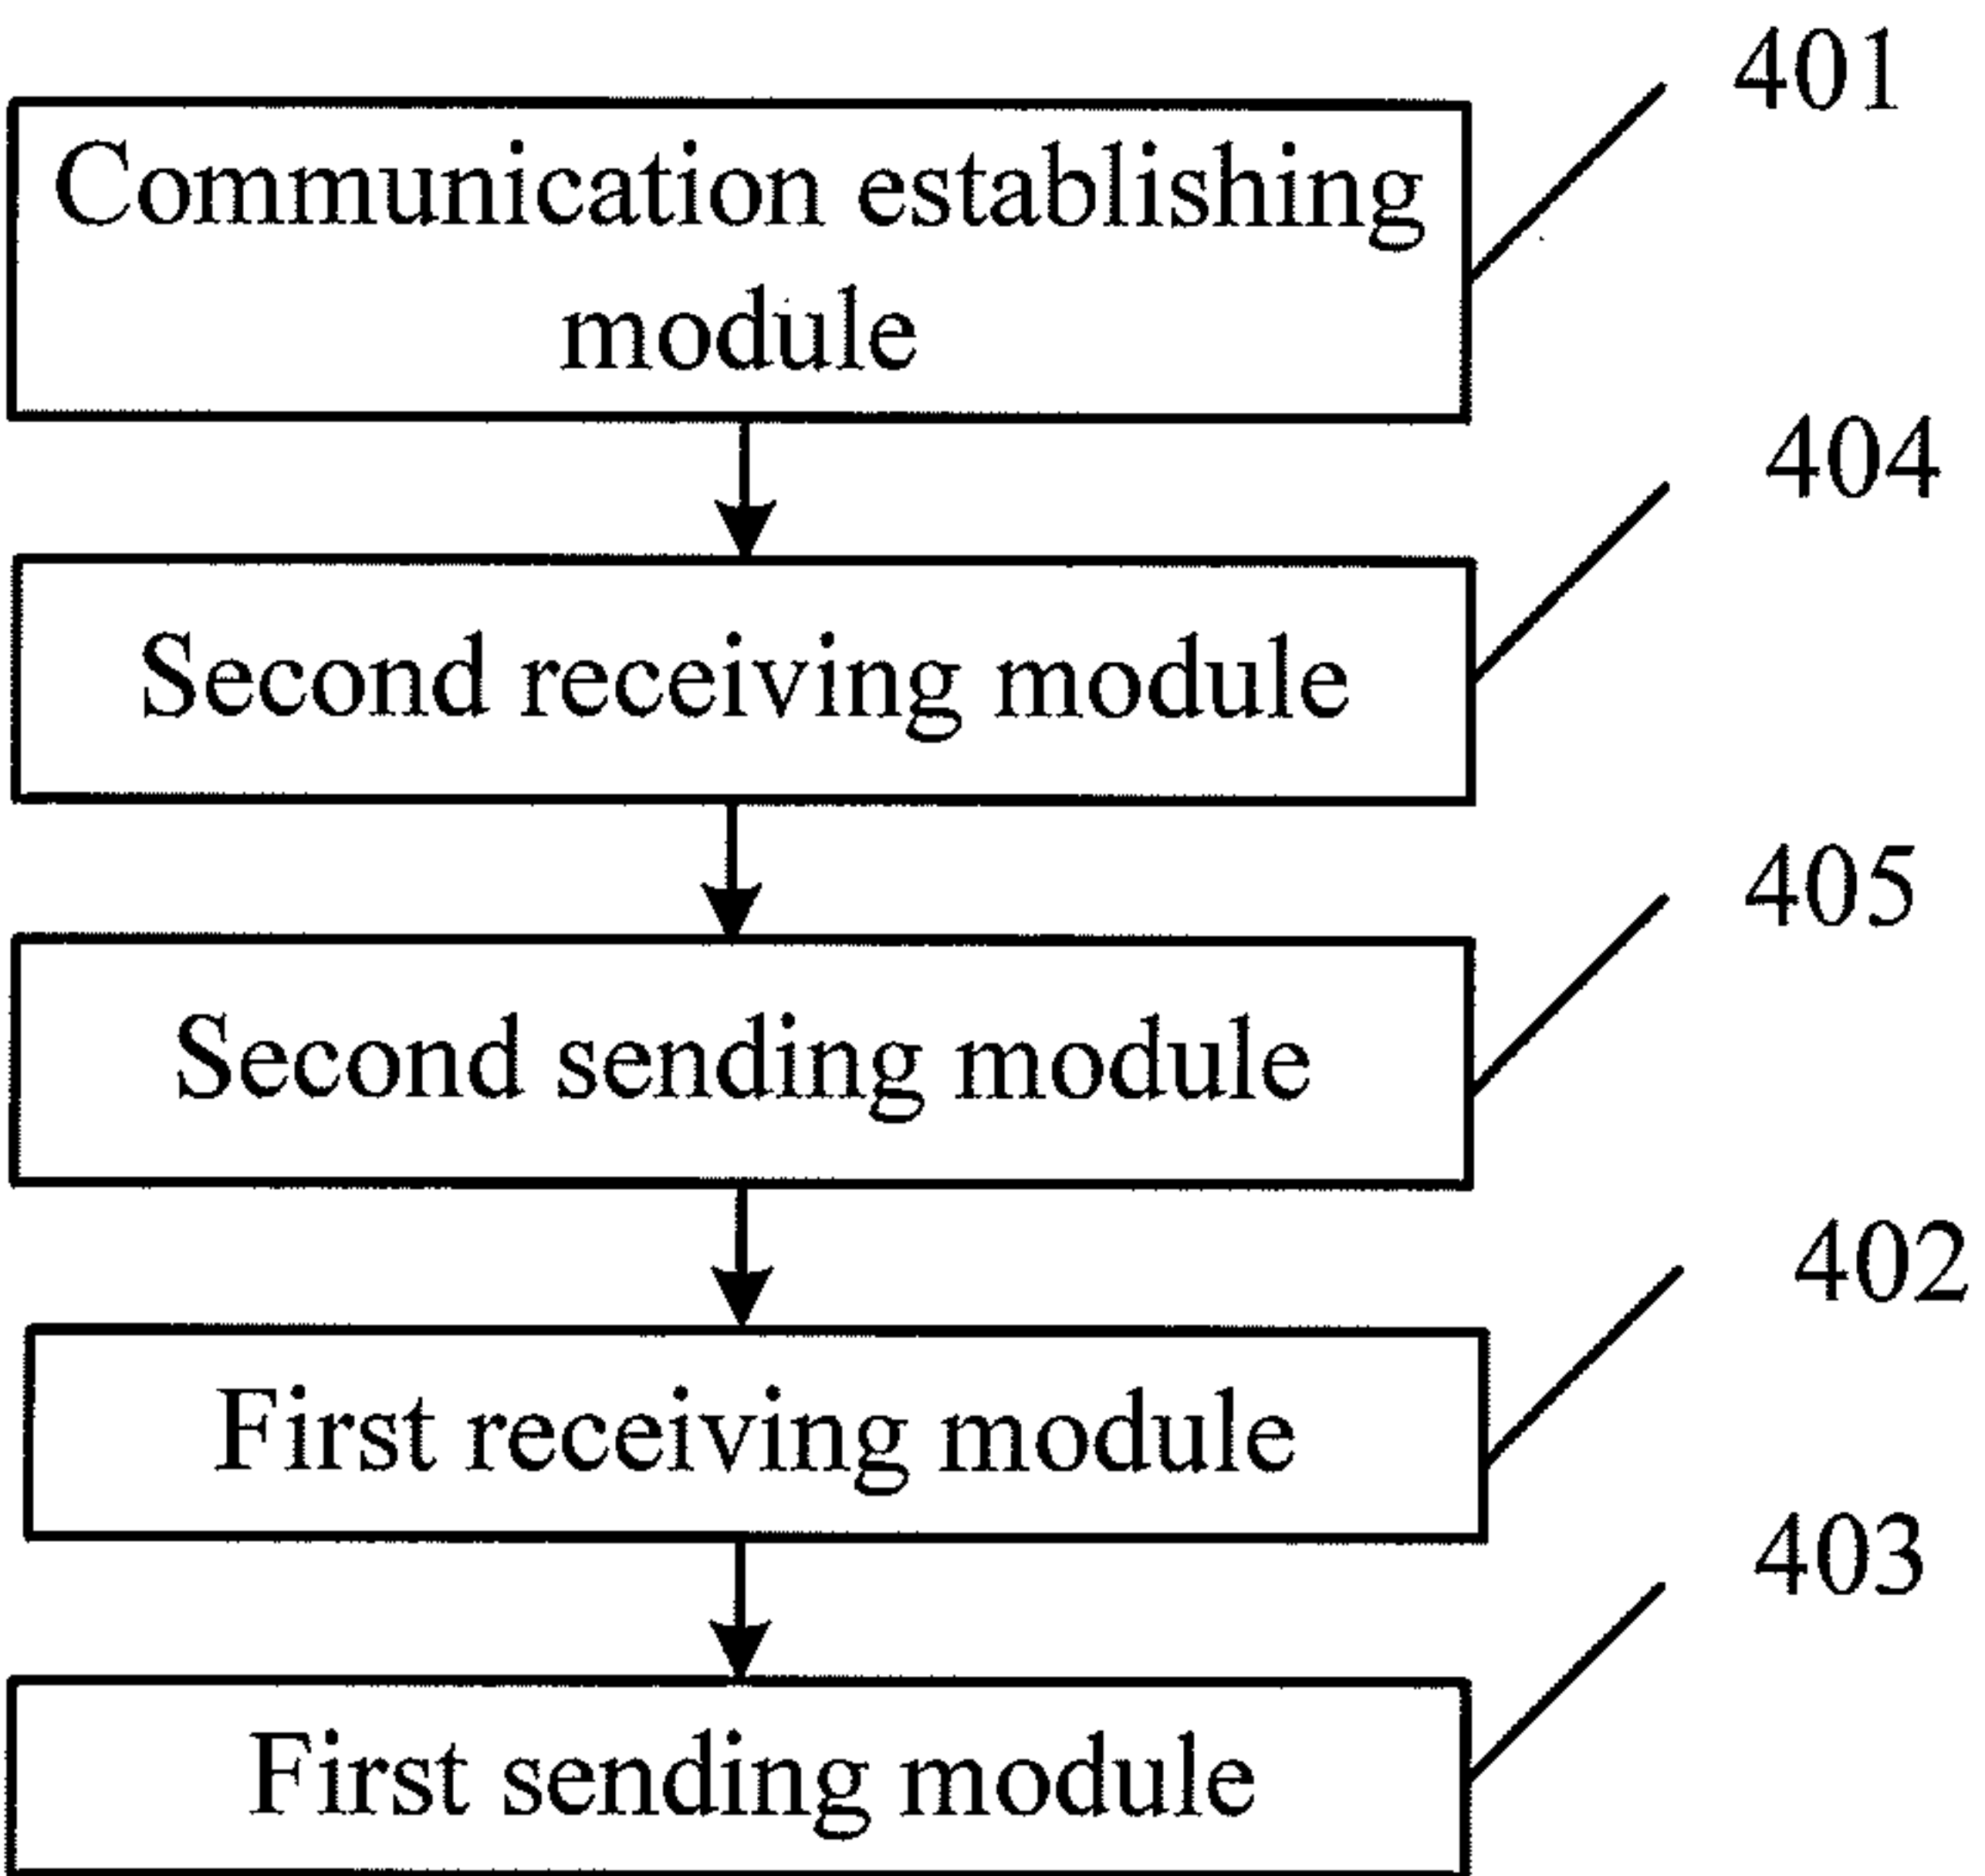 401
Communication establishing
module
404
Second receiving module
405
Second sending module
402
First receiving module
403
First sending module